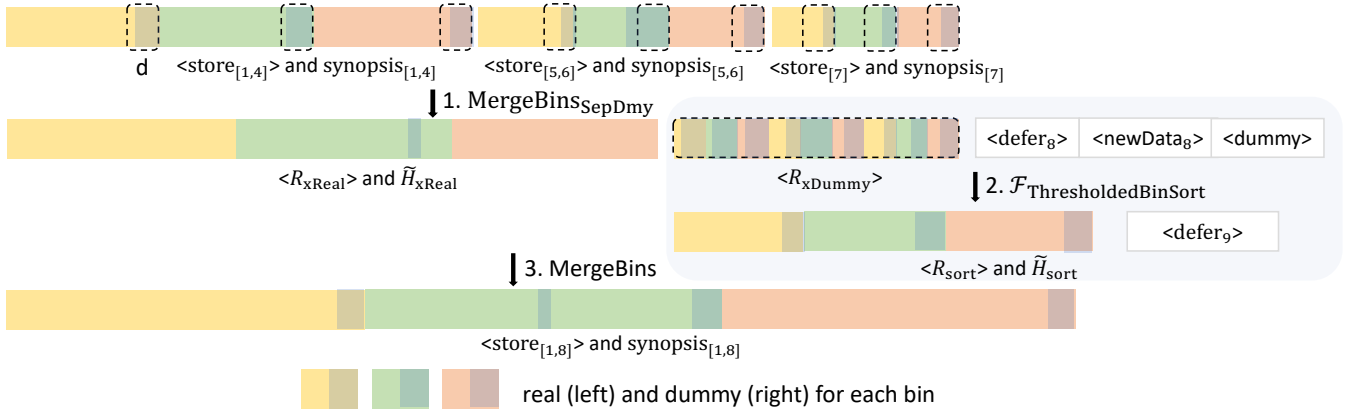 d
<store[1,4]> and synopsis[1,4]
<store[5,6]> and synopsis[5,6]
<store[7]> and synopsis[7]
1. MergeBinsSepDmy
<RxReal> and H̃xReal
<RxDummy>
<defer8>
<newData8>
<dummy>
2. ℱThresholdedBinSort
<defer9>
<Rsort> and H̃sort
3. MergeBins
<store[1,8]> and synopsis[1,8]
real (left) and dummy (right) for each bin